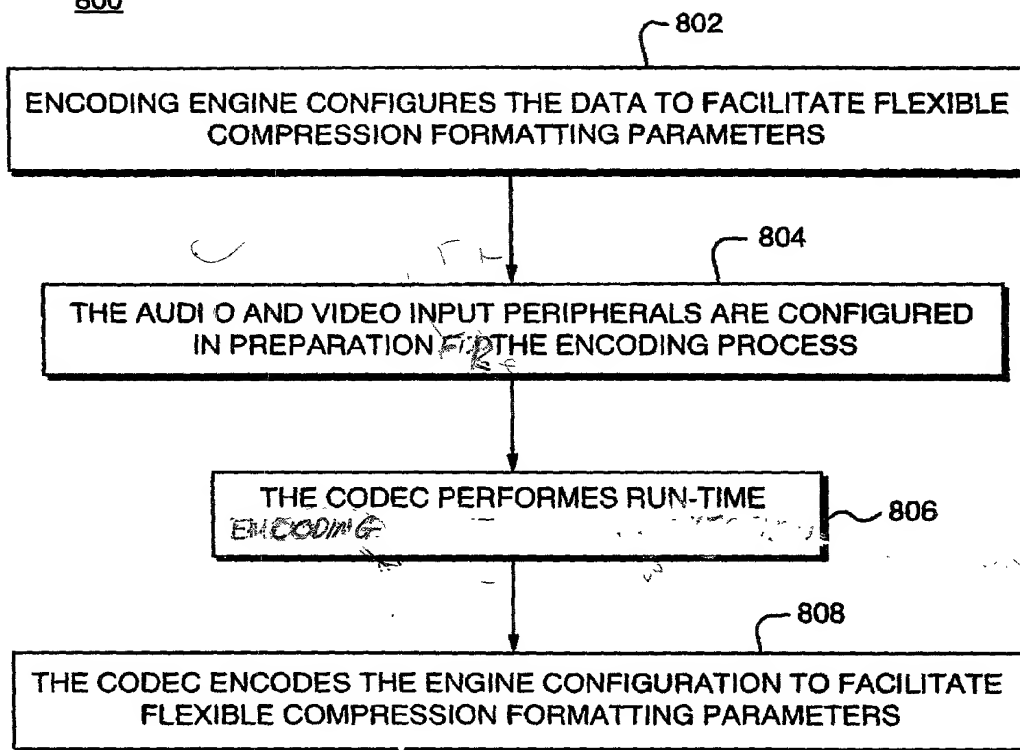 800
802
ENCODING ENGINE CONFIGURES THE DATA TO FACILITATE FLEXIBLE
COMPRESSION FORMATTING PARAMETERS
804
THE AUDI O AND VIDEO INPUT PERIPHERALS ARE CONFIGURED
IN PREPARATION FOR THE ENCODING PROCESS
THE CODEC PERFORMES RUN-TIME
806
ENCODING
808
THE CODEC ENCODES THE ENGINE CONFIGURATION TO FACILITATE
FLEXIBLE COMPRESSION FORMATTING PARAMETERS